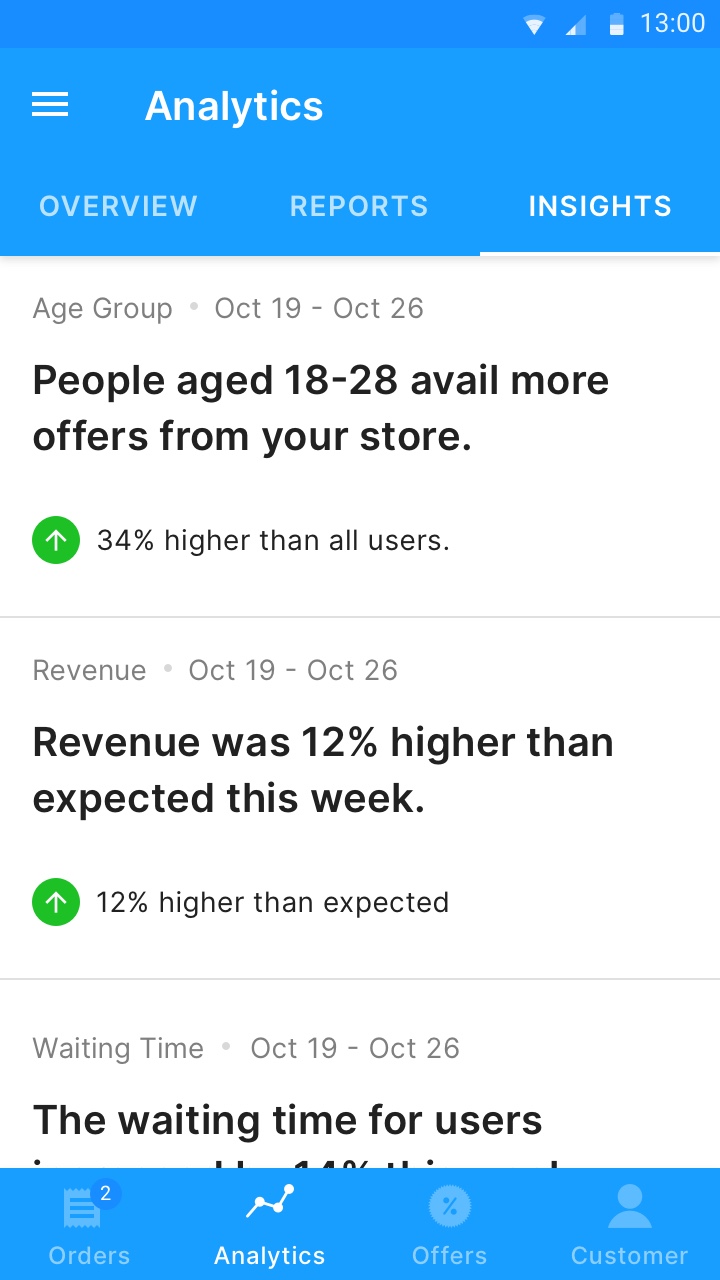 13:00
Analytics
OVERVIEW REPORTS INSIGHTS
Age Group • Oct 19 - Oct 26
People aged 18-28 avail more
offers from your store.
34% higher than all users.
Revenue • Oct 19 - Oct 26
Revenue was 12% higher than
expected this week.
12% higher than expected
Waiting Time • Oct 19 - Oct 26
The waiting time for users
14%
2
Orders Analytics Offers Customer